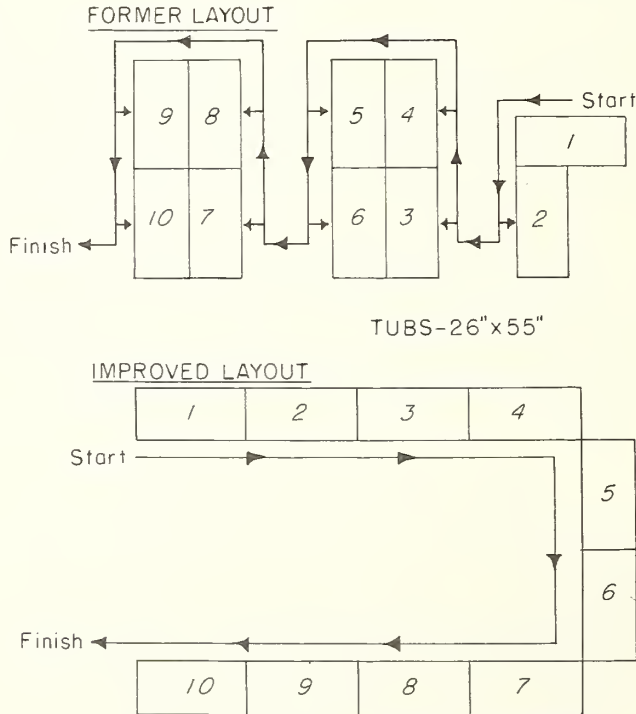 FORMER LAYOUT
Start
9 8 5 4 1
10 7 6 3 2
Finish
TUBS-26"x55"
IMPROVED LAYOUT
1 2 3 4
Start
5
6
Finish
10 9 8 7